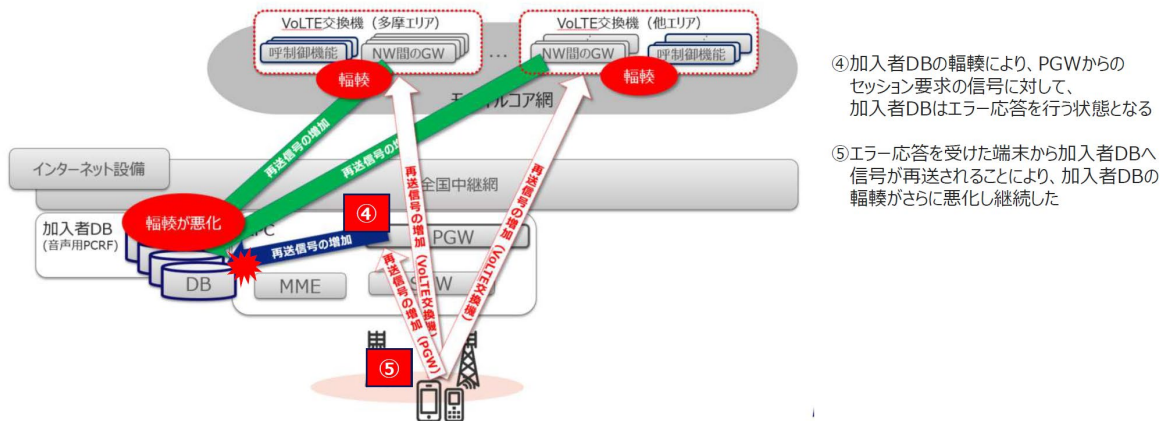 VoLTE交換機（多摩エリア）
VoLTE交換機（他エリア）
呼制御機能
NW間のGW
…
NW間のGW
呼制御機能
輻輳
輻輳
モバイルコア網
再送信号の増加
再送信号の増加
インターネット設備
全国中継網
輻輳が悪化
加入者DB
(音声用PCRF)
④
再送信号の増加
PGW
DB
MME
再送信号の増加（VoLTE交換機）
再送信号の増加（VoLTE交換機）
再送信号の増加（PGW）
⑤
④加入者DBの輻輳により、PGWからの
セッション要求の信号に対して、
加入者DBはエラー応答を行う状態となる
⑤エラー応答を受けた端末から加入者DBへ
信号が再送されることにより、加入者DBの
輻輳がさらに悪化し継続した